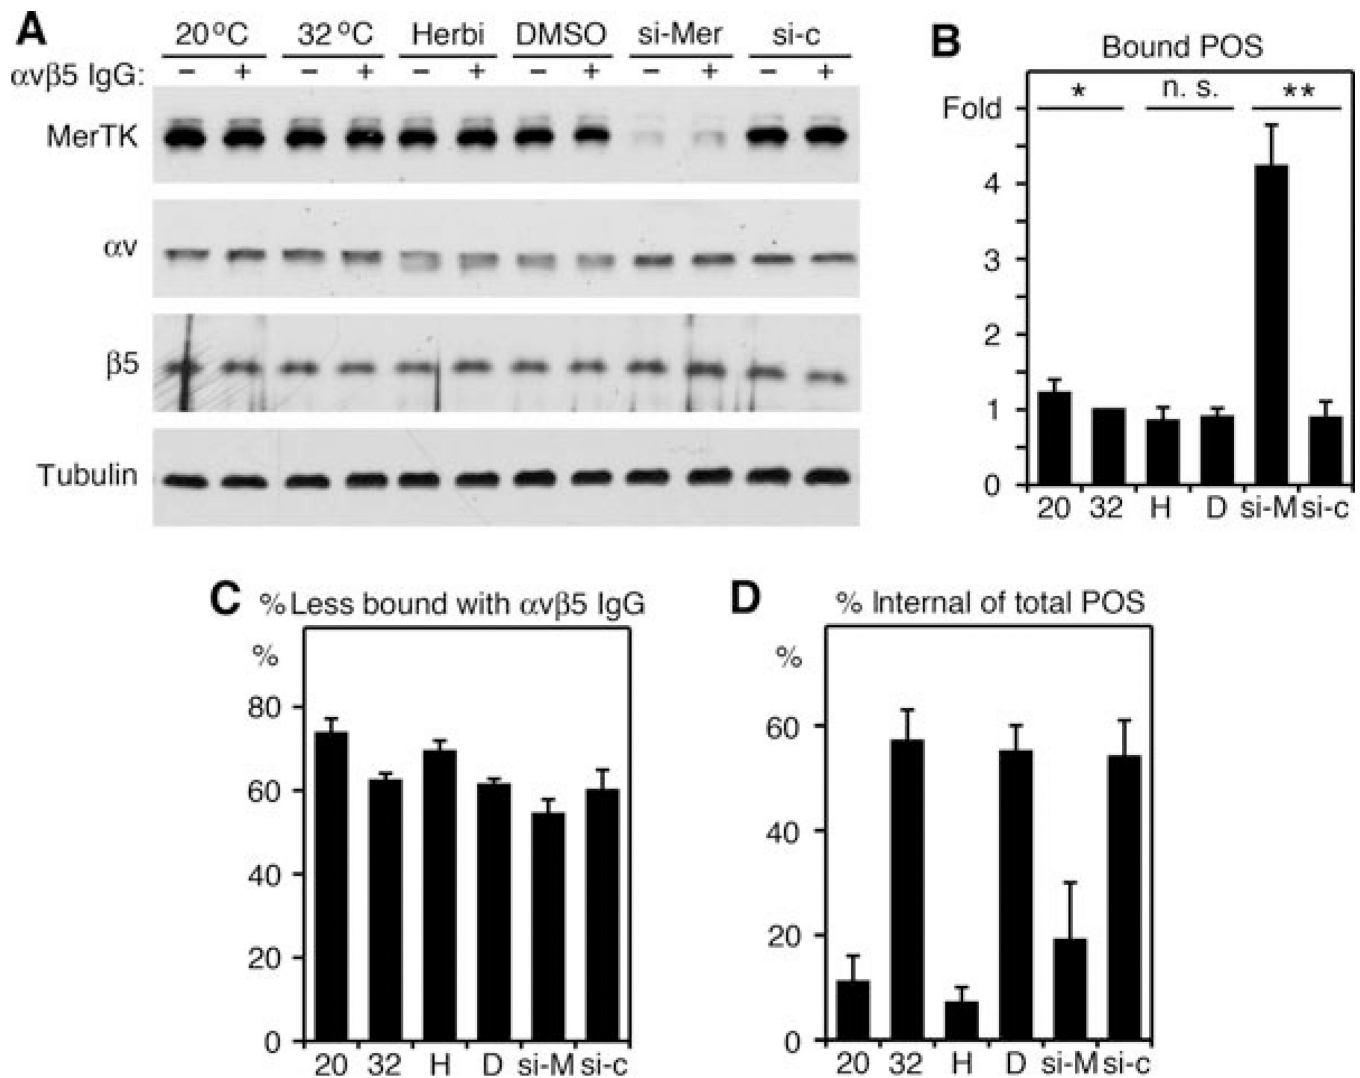 A
20 ºC 32 ºC Herbi DMSO si-Mer si-c
αvβ5 IgG: – + – + – + – + – + – +
MerTK
αv
β5
Tubulin
B
Bound POS
Fold
* n. s. **
4
3
2
1
0
20 32 H D si-M si-c
C
% Less bound with αvβ5 IgG
%
80
60
40
20
0
20 32 H D si-M si-c
D
% Internal of total POS
%
60
40
20
0
20 32 H D si-M si-c